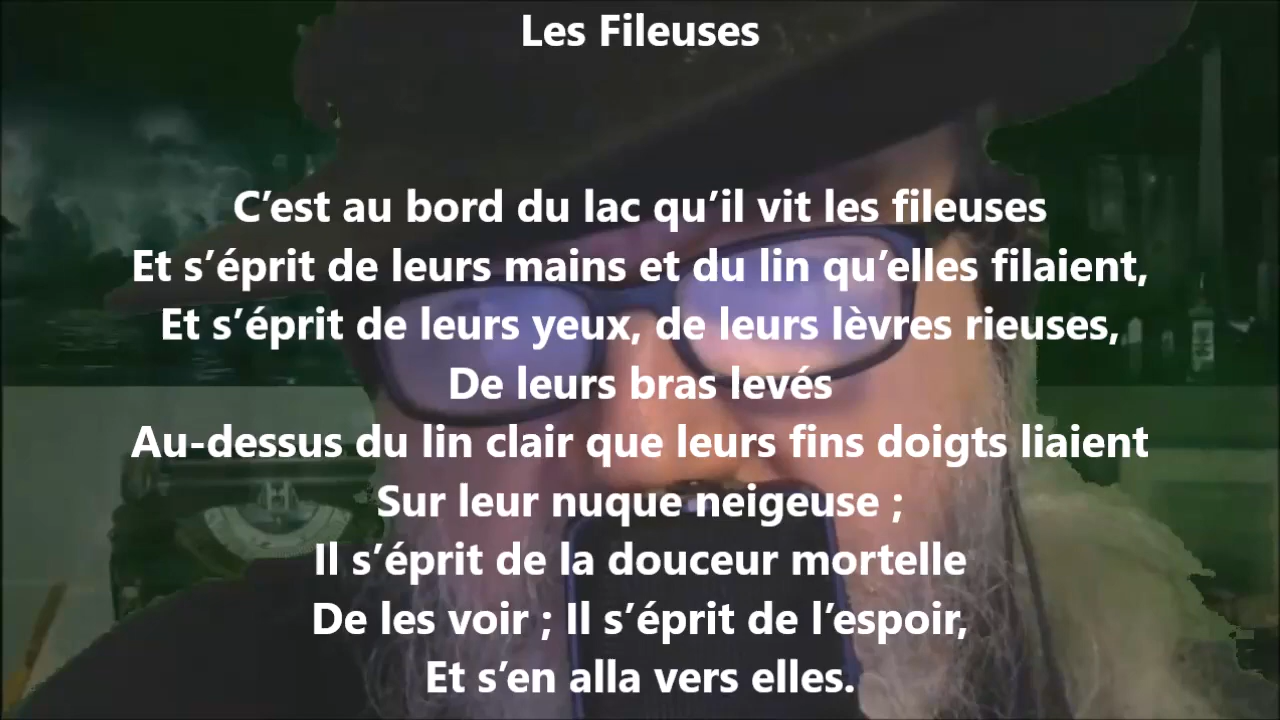 Les Fileuses
C’est au bord du lac qu’il vit les fileuses
Et s’éprit de leurs mains et du lin qu’elles filaient,
Et s’éprit de leurs yeux, de leurs lèvres rieuses,
De leurs bras levés
Au-dessus du lin clair que leurs fins doigts liaient
Sur leur nuque neigeuse ;
Il s’éprit de la douceur mortelle
De les voir ; Il s’éprit de l’espoir,
Et s’en alla vers elles.